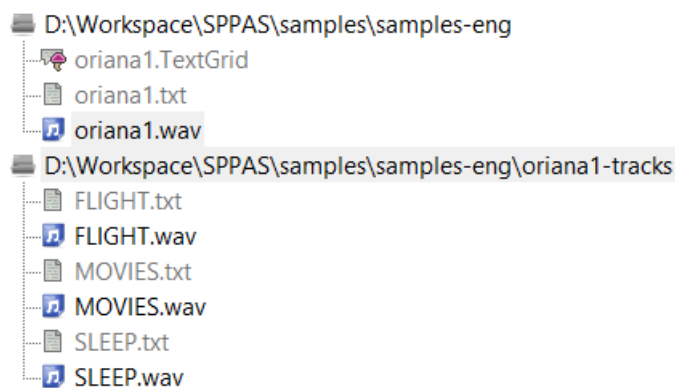 D:\Workspace\SPPAS\samples\samples-eng
oriana1.TextGrid
oriana1.txt
oriana1.wav
D:\Workspace\SPPAS\samples\samples-eng\oriana1-tracks
FLIGHT.txt
FLIGHT.wav
MOVIES.txt
MOVIES.wav
SLEEP.txt
SLEEP.wav